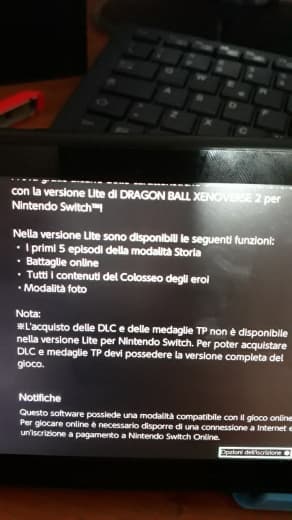 con la versione Lite di DRAGON BALL XENOVERSE 2 per
Nintendo Switch™!
Nella versione Lite sono disponibili le seguenti funzioni:
• I primi 5 episodi della modalità Storia
• Battaglie online
• Tutti i contenuti del Colosseo degli eroi
• Modalità foto
Nota:
※L'acquisto delle DLC e delle medaglie TP non è disponibile
nella versione Lite per Nintendo Switch. Per poter acquistare
DLC e medaglie TP devi possedere la versione completa del
gioco.
Notifiche
Questo software possiede una modalità compatibile con il gioco online
Per giocare online è necessario disporre di una connessione a Internet e
un'iscrizione a pagamento a Nintendo Switch Online.
Opzioni dell'iscrizione